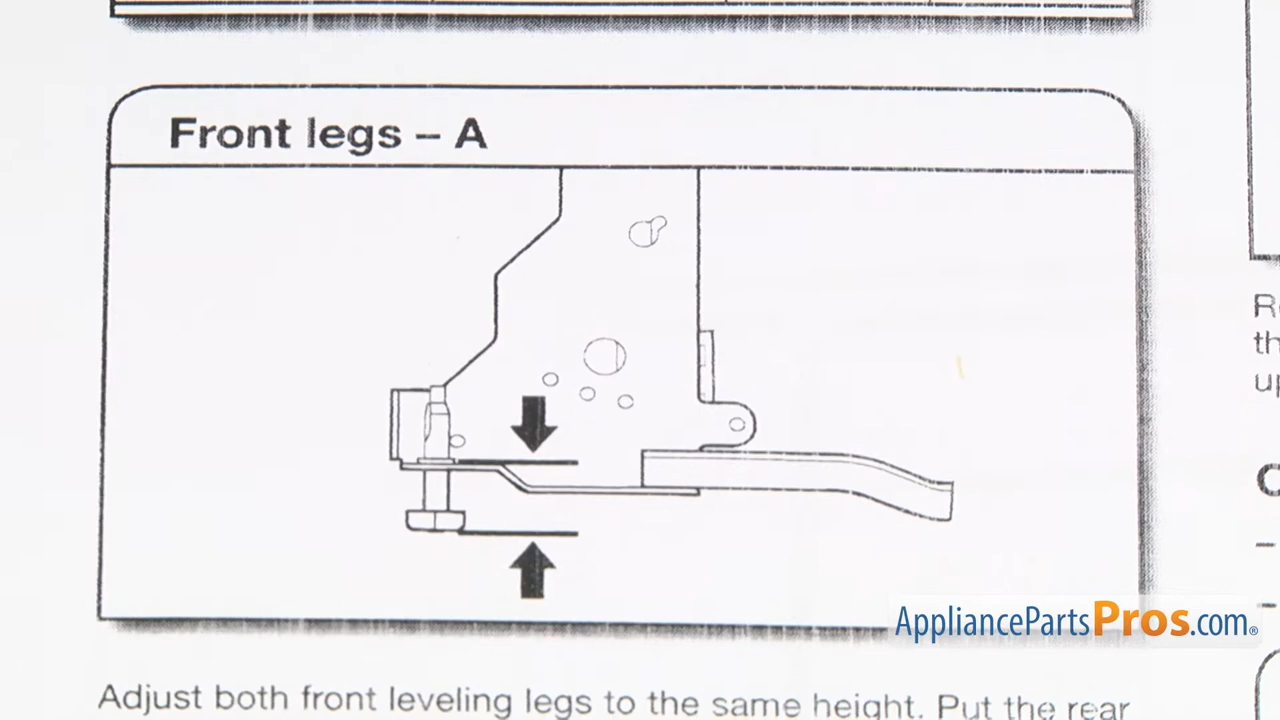 Front legs – A
Adjust both front leveling legs to the same height. Put the rear
AppliancePartsPros.com®